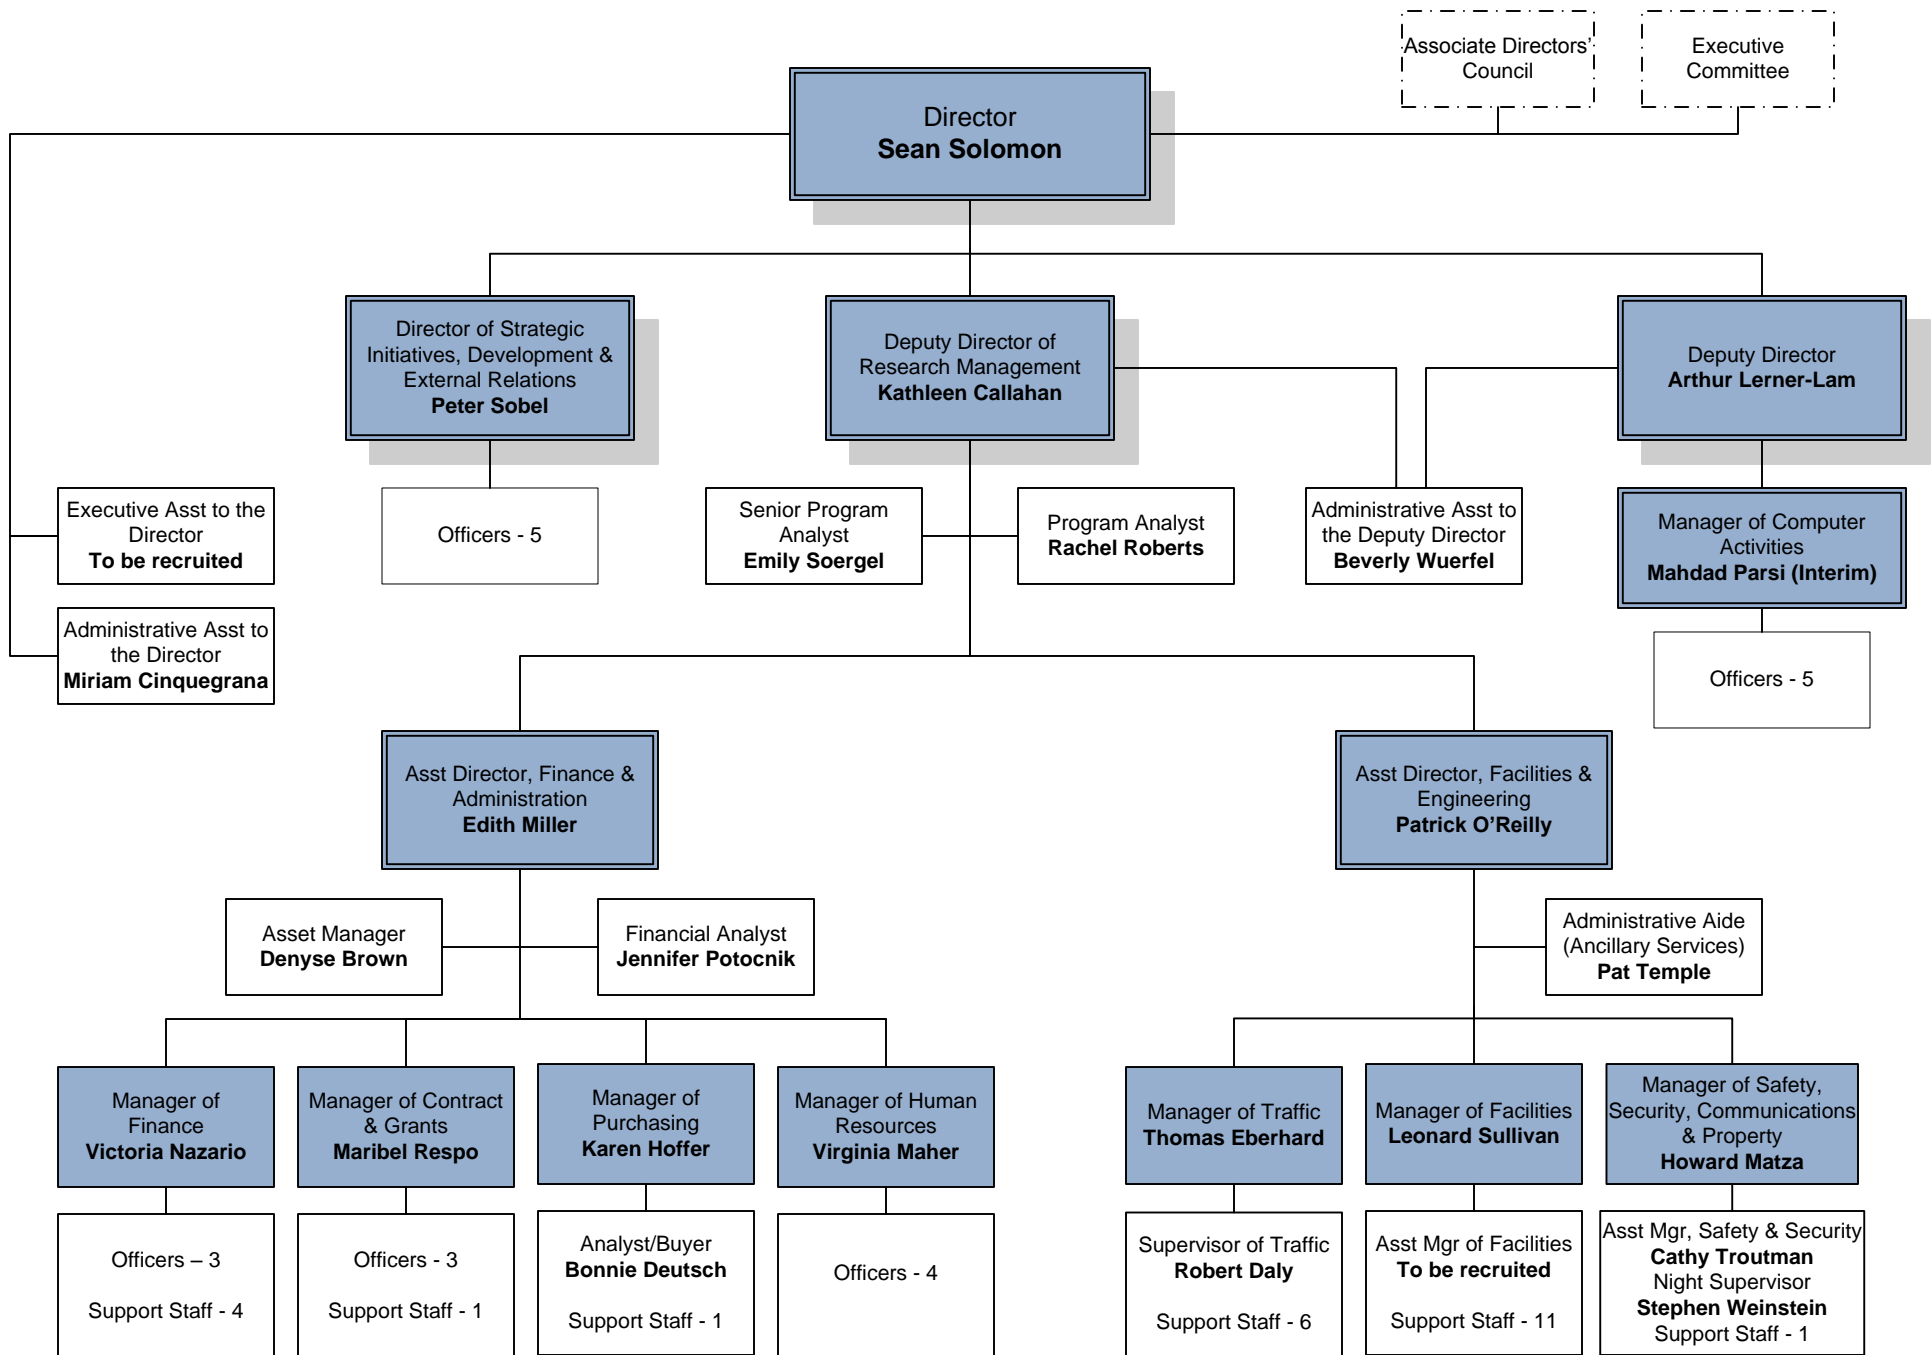 Associate Directors'
Council
Executive
Committee
Director
Sean Solomon
Director of Strategic
Initiatives, Development &
External Relations
Peter Sobel
Deputy Director of
Research Management
Kathleen Callahan
Deputy Director
Arthur Lerner-Lam
Executive Asst to the
Director
To be recruited
Officers - 5
Senior Program
Analyst
Emily Soergel
Program Analyst
Rachel Roberts
Administrative Asst to
the Deputy Director
Beverly Wuerfel
Manager of Computer
Activities
Mahdad Parsi (Interim)
Administrative Asst to
the Director
Miriam Cinquegrana
Officers - 5
Asst Director, Finance &
Administration
Edith Miller
Asst Director, Facilities &
Engineering
Patrick O’Reilly
Asset Manager
Denyse Brown
Financial Analyst
Jennifer Potocnik
Administrative Aide
(Ancillary Services)
Pat Temple
Manager of
Finance
Victoria Nazario
Manager of Contract
& Grants
Maribel Respo
Manager of
Purchasing
Karen Hoffer
Manager of Human
Resources
Virginia Maher
Manager of Traffic
Thomas Eberhard
Manager of Facilities
Leonard Sullivan
Manager of Safety,
Security, Communications
& Property
Howard Matza
Officers – 3
Support Staff - 4
Officers - 3
Support Staff - 1
Analyst/Buyer
Bonnie Deutsch
Support Staff - 1
Officers - 4
Supervisor of Traffic
Robert Daly
Support Staff - 6
Asst Mgr of Facilities
To be recruited
Support Staff - 11
Asst Mgr, Safety & Security
Cathy Troutman
Night Supervisor
Stephen Weinstein
Support Staff - 1